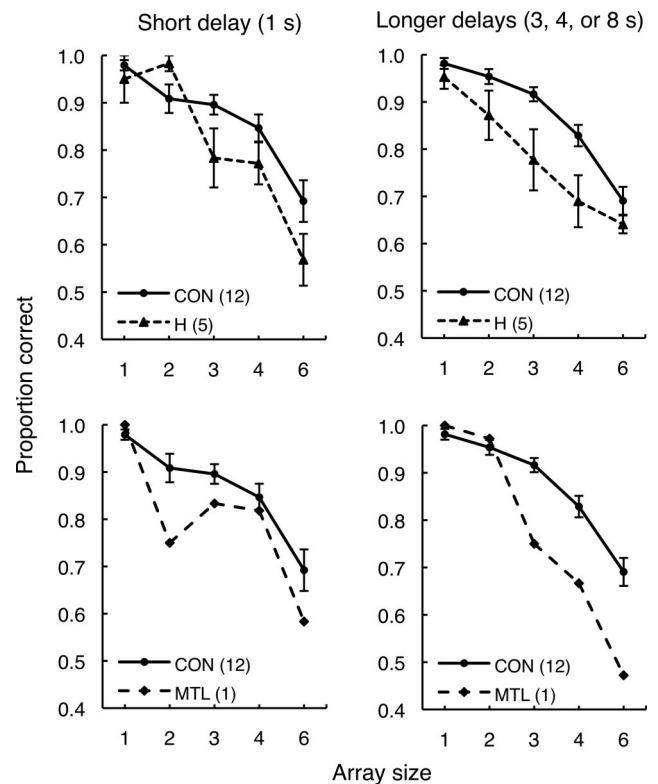 Short delay (1 s)
Longer delays (3, 4, or 8 s)
Proportion correct
1.0
0.9
0.8
0.7
0.6
0.5
0.4
CON (12)
H (5)
1 2 3 4 6
1.0
0.9
0.8
0.7
0.6
0.5
0.4
CON (12)
H (5)
1 2 3 4 6
1.0
0.9
0.8
0.7
0.6
0.5
0.4
CON (12)
MTL (1)
1 2 3 4 6
1.0
0.9
0.8
0.7
0.6
0.5
0.4
CON (12)
MTL (1)
1 2 3 4 6
Array size